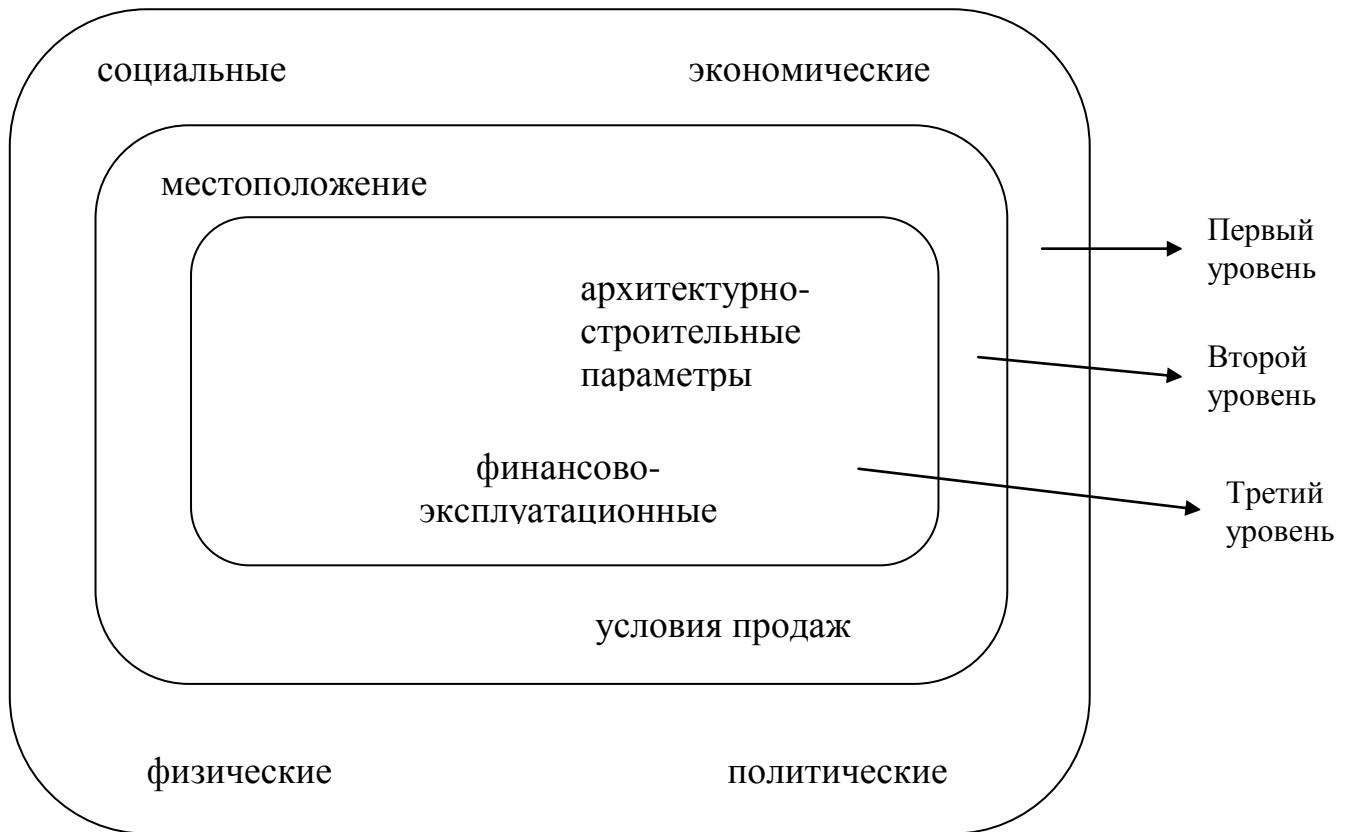 социальные
экономические
местоположение
Первый
уровень
архитектурно-
строительные
параметры
Второй
уровень
финансово-
эксплуатационные
Третий
уровень
условия продаж
физические
политические